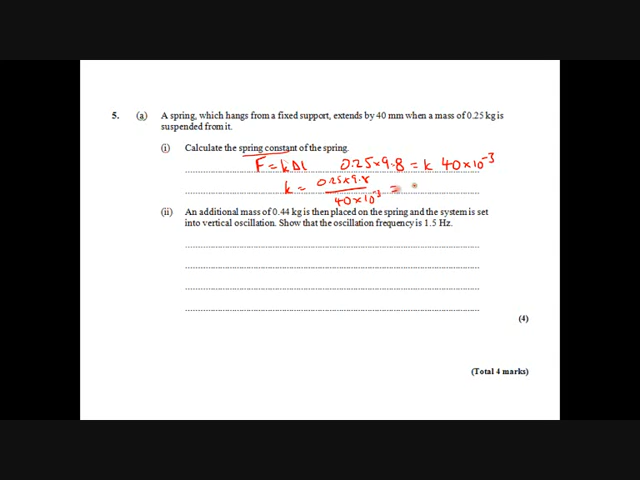 5. (a) A spring, which hangs from a fixed support, extends by 40 mm when a mass of 0.25 kg is
suspended from it.
(i) Calculate the spring constant of the spring.
F = kΔl 0.25×9.8 = k 40×10⁻³
k = 0.25×9.8 / 40×10⁻³ =
(ii) An additional mass of 0.44 kg is then placed on the spring and the system is set
into vertical oscillation. Show that the oscillation frequency is 1.5 Hz.
(4)
(Total 4 marks)